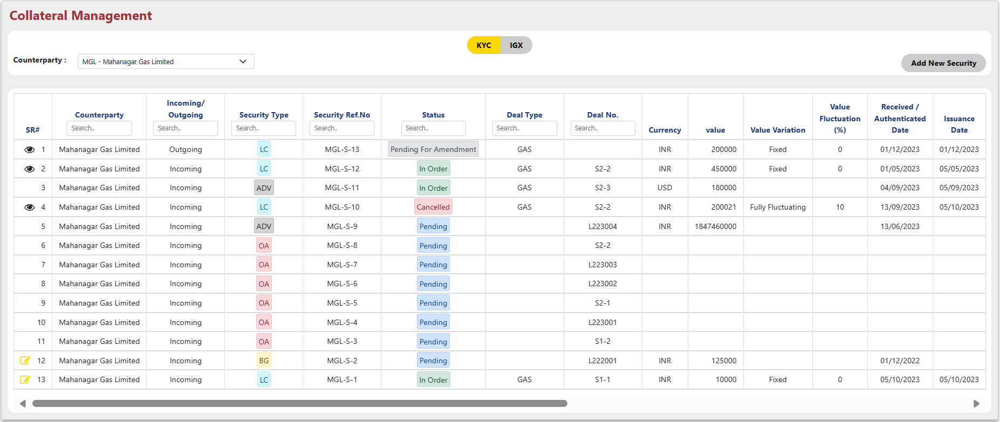 Collateral Management
KYC IGX
Counterparty : MGL - Mahanagar Gas Limited
Add New Security
SR# Counterparty Incoming/ Outgoing Security Type Security Ref.No Status Deal Type Deal No. Currency value Value Variation Value Fluctuation (%) Received / Authenticated Date Issuance Date
Search.. Search.. Search.. Search.. Search.. Search.. Search..
1 Mahanagar Gas Limited Outgoing LC MGL-S-13 Pending For Amendment GAS INR 200000 Fixed 0 01/12/2023 01/12/2023
2 Mahanagar Gas Limited Incoming LC MGL-S-12 In Order GAS S2-2 INR 450000 Fixed 0 01/05/2023 05/05/2023
3 Mahanagar Gas Limited Incoming ADV MGL-S-11 In Order GAS S2-3 USD 180000 04/09/2023 05/09/2023
4 Mahanagar Gas Limited Incoming LC MGL-S-10 Cancelled GAS S2-2 INR 200021 Fully Fluctuating 10 13/09/2023 05/10/2023
5 Mahanagar Gas Limited Incoming ADV MGL-S-9 Pending L223004 INR 1847460000 13/06/2023
6 Mahanagar Gas Limited Incoming OA MGL-S-8 Pending S2-2
7 Mahanagar Gas Limited Incoming OA MGL-S-7 Pending L223003
8 Mahanagar Gas Limited Incoming OA MGL-S-6 Pending L223002
9 Mahanagar Gas Limited Incoming OA MGL-S-5 Pending S2-1
10 Mahanagar Gas Limited Incoming OA MGL-S-4 Pending L223001
11 Mahanagar Gas Limited Incoming OA MGL-S-3 Pending S1-2
12 Mahanagar Gas Limited Incoming BG MGL-S-2 Pending L222001 INR 125000 01/12/2022
13 Mahanagar Gas Limited Incoming LC MGL-S-1 In Order GAS S1-1 INR 10000 Fixed 0 05/10/2023 05/10/2023